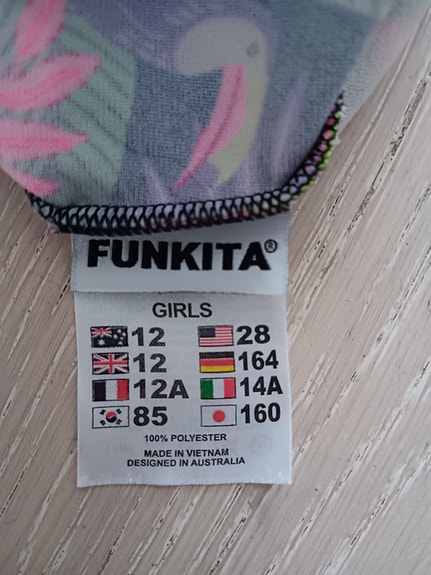 FUNKITA®
GIRLS
12 28
12 164
12A 14A
85 160
100% POLYESTER
MADE IN VIETNAM
DESIGNED IN AUSTRALIA